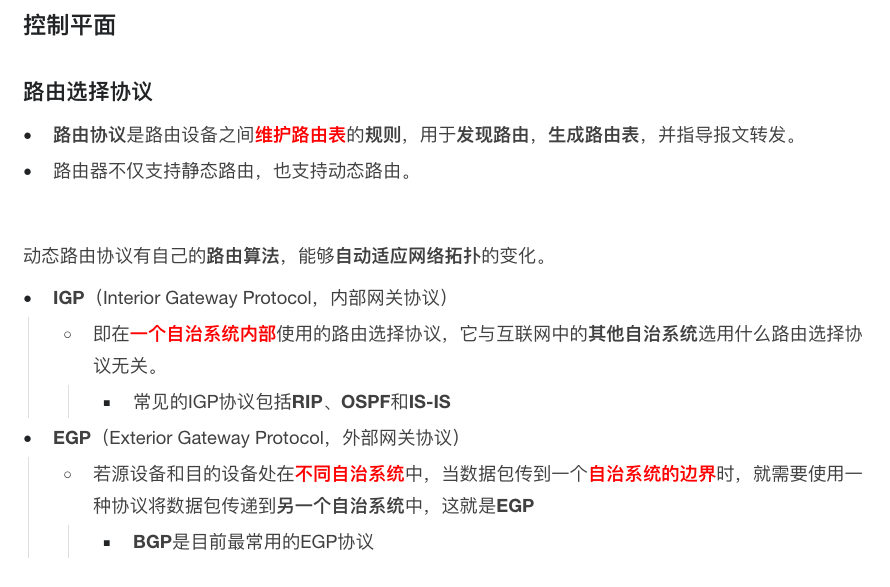 控制平面
路由选择协议
• 路由协议是路由设备之间维护路由表的规则，用于发现路由，生成路由表，并指导报文转发。
• 路由器不仅支持静态路由，也支持动态路由。
动态路由协议有自己的路由算法，能够自动适应网络拓扑的变化。
• IGP（Interior Gateway Protocol，内部网关协议）
○ 即在一个自治系统内部使用的路由选择协议，它与互联网中的其他自治系统选用什么路由选择协
议无关。
▪ 常见的IGP协议包括RIP、OSPF和IS-IS
• EGP（Exterior Gateway Protocol，外部网关协议）
○ 若源设备和目的设备处在不同自治系统中，当数据包传到一个自治系统的边界时，就需要使用一
种协议将数据包传递到另一个自治系统中，这就是EGP
▪ BGP是目前最常用的EGP协议